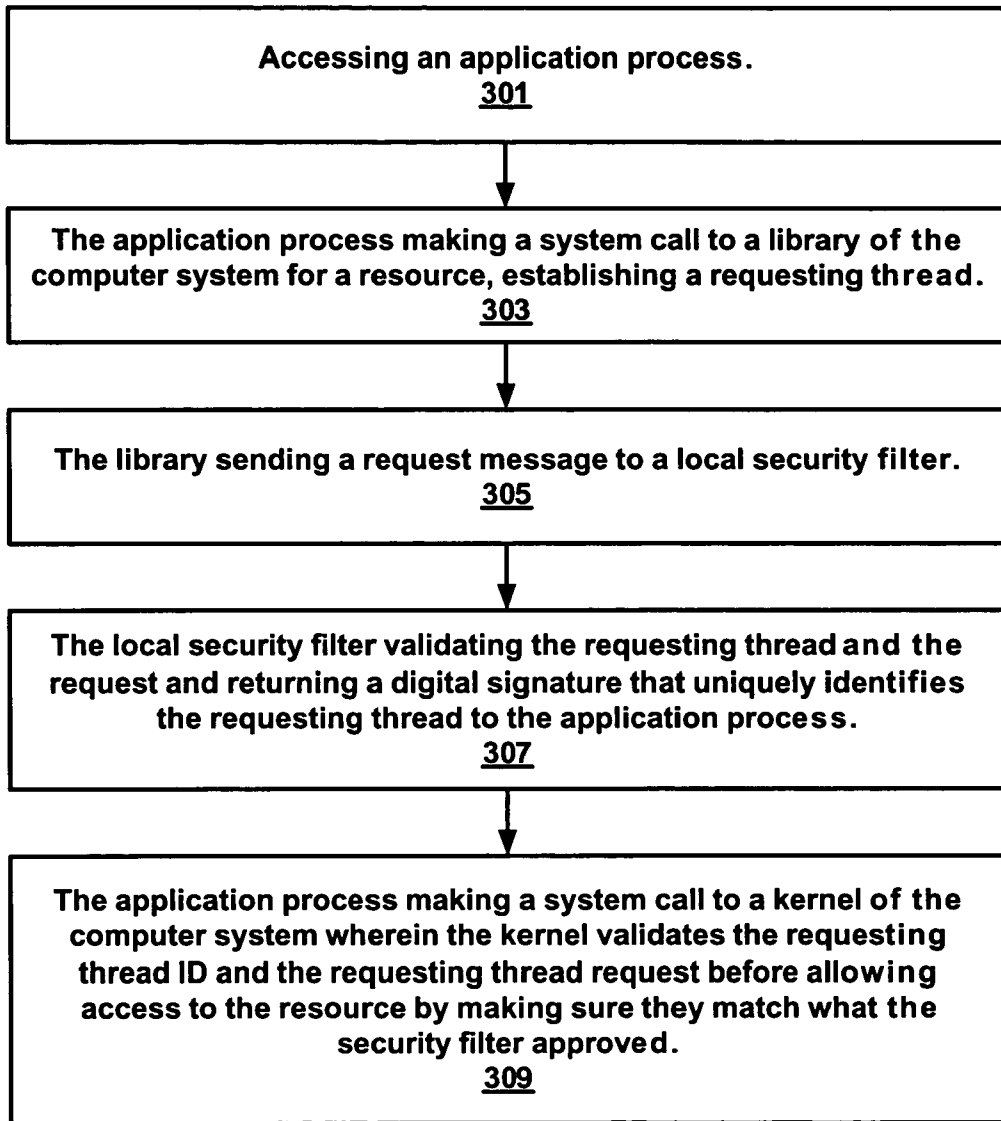 Accessing an application process.
301
The application process making a system call to a library of the
computer system for a resource, establishing a requesting thread.
303
The library sending a request message to a local security filter.
305
The local security filter validating the requesting thread and the
request and returning a digital signature that uniquely identifies
the requesting thread to the application process.
307
The application process making a system call to a kernel of the
computer system wherein the kernel validates the requesting
thread ID and the requesting thread request before allowing
access to the resource by making sure they match what the
security filter approved.
309